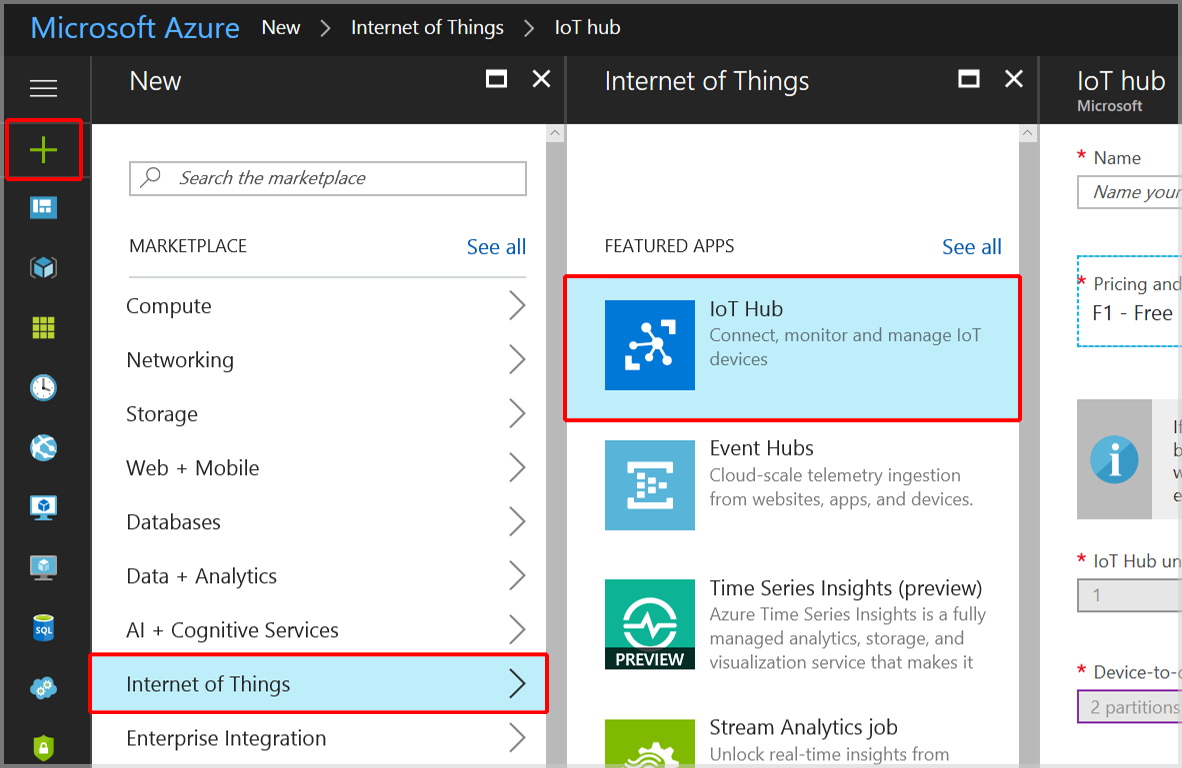 Microsoft Azure New > Internet of Things > IoT hub
New
Search the marketplace
MARKETPLACE See all
Compute
Networking
Storage
Web + Mobile
Databases
Data + Analytics
AI + Cognitive Services
Internet of Things
Enterprise Integration
Internet of Things
FEATURED APPS See all
IoT Hub
Connect, monitor and manage IoT
devices
Event Hubs
Cloud-scale telemetry ingestion
from websites, apps, and devices.
Time Series Insights (preview)
Azure Time Series Insights is a fully
managed analytics, storage, and
visualization service that makes it
PREVIEW
Stream Analytics job
Unlock real-time insights from
SQL
IoT hub
Microsoft
* Name
Name your
* Pricing and
F1 - Free
* IoT Hub un
1
* Device-to-
2 partitions